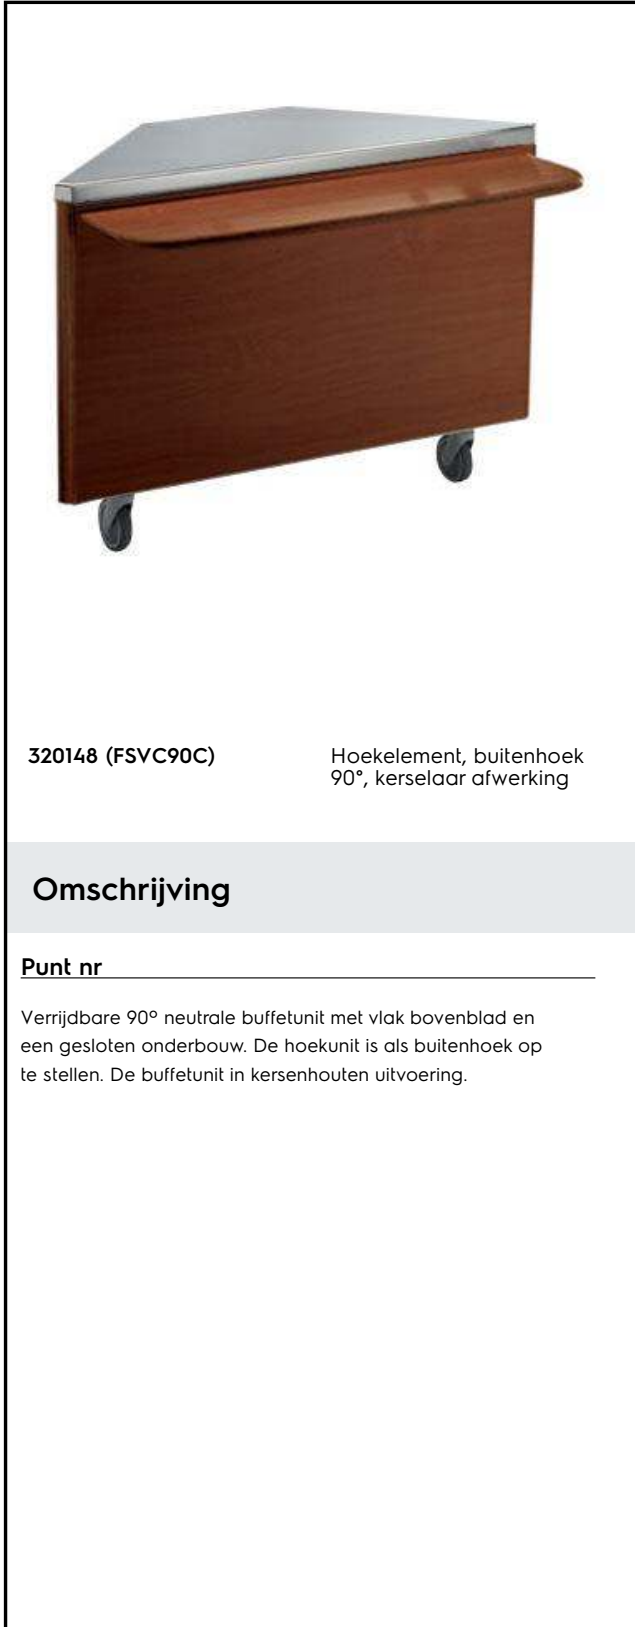 320148 (FSVC90C)
Hoekelement, buitenhoek
90°, kerselaar afwerking
Omschrijving
Punt nr
Verrijdbare 90° neutrale buffetunit met vlak bovenblad en
een gesloten onderbouw. De hoekunit is als buitenhoek op
te stellen. De buffetunit in kersenhouten uitvoering.